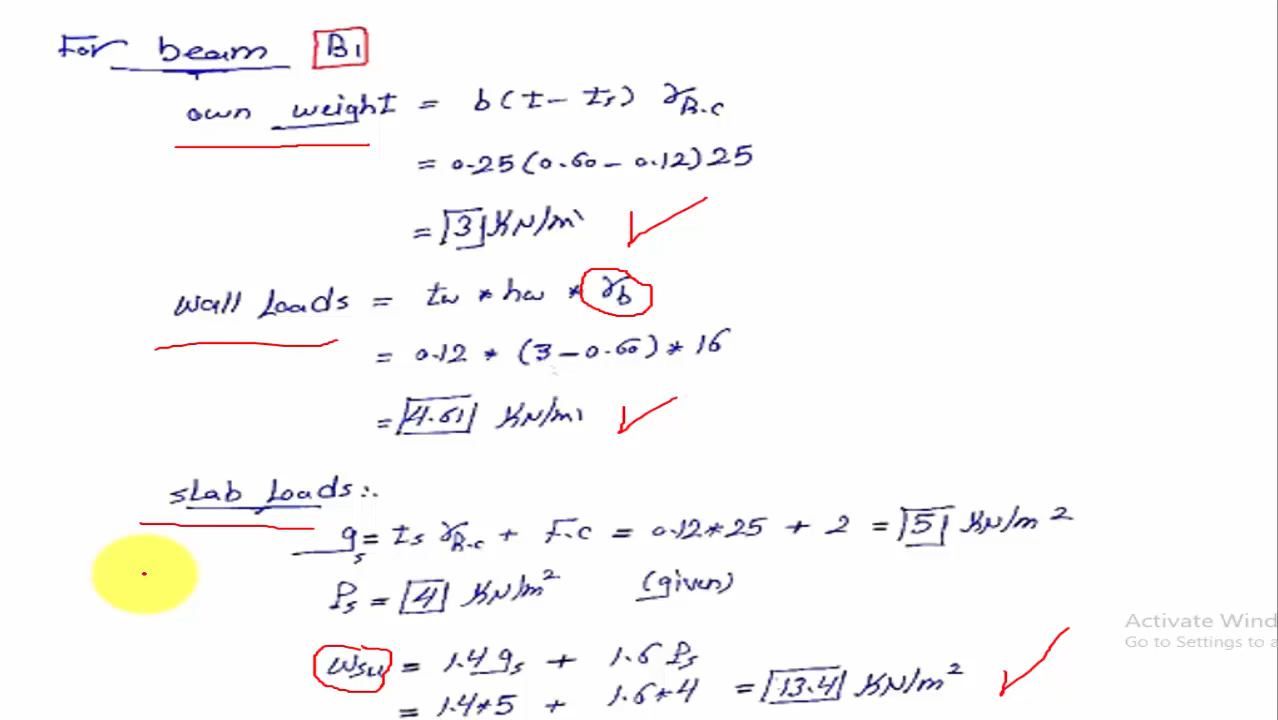 For beam B1
own weight = b(t - ts) γR.c
= 0.25(0.60 - 0.12)25
= 3 KN/m'
wall Loads = tw * hw * γb
= 0.12 * (3 - 0.60) * 16
= 4.61 KN/m'
slab Loads:.
gs = ts γR.c + F.C = 0.12*25 + 2 = 5 KN/m2
Ps = 4 KN/m2 (given)
wsu = 1.4 gs + 1.6 Ps
= 1.4*5 + 1.6*4 = 13.4 KN/m2
Activate Wind
Go to Settings to a